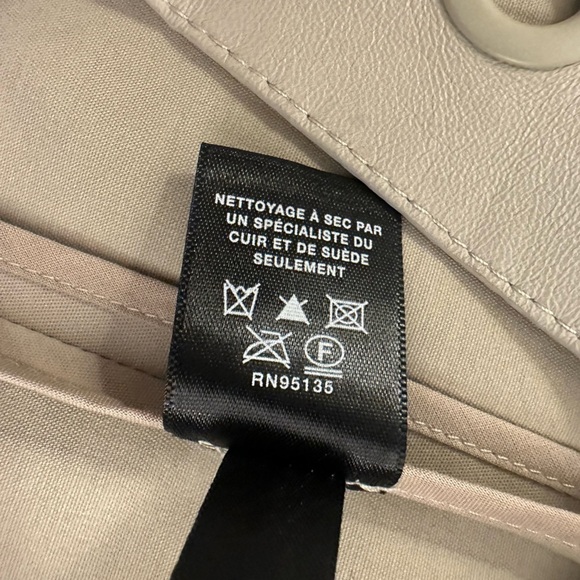 NETTOYAGE À SEC PAR
UN SPÉCIALISTE DU
CUIR ET DE SUÈDE
SEULEMENT
F
RN95135